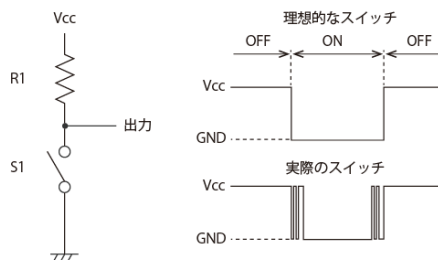 Vcc
R1
出力
S1
理想的なスイッチ
OFF ON OFF
Vcc
GND
実際のスイッチ
Vcc
GND